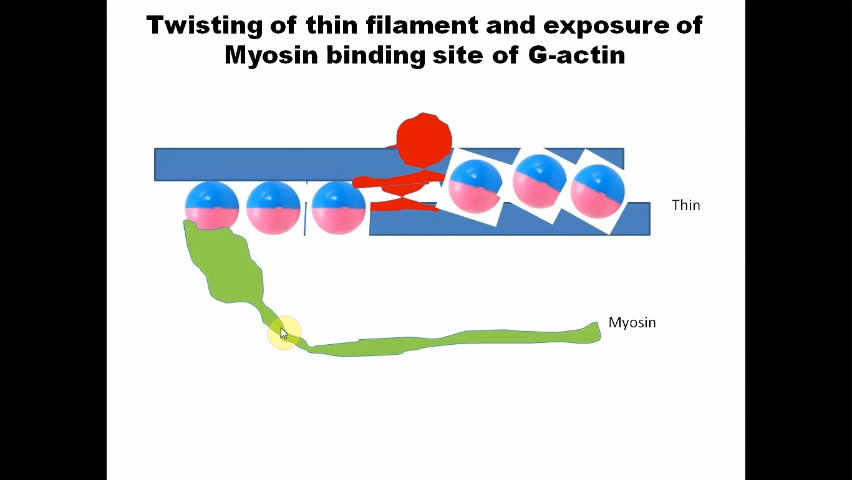 Twisting of thin filament and exposure of
Myosin binding site of G-actin
Thin
Myosin